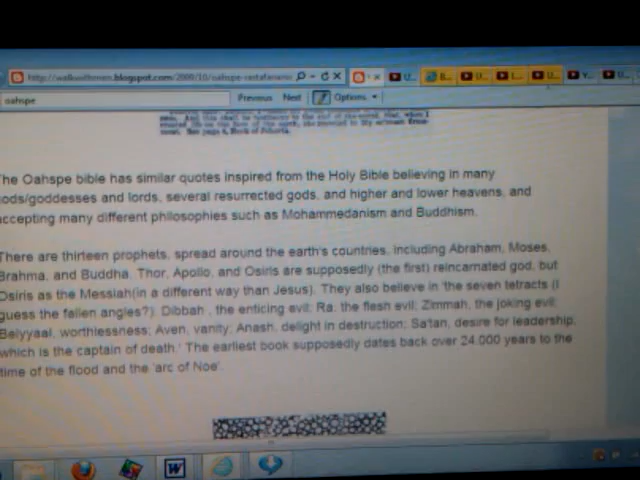 http://walkinthenew.blogspot.com/2009/10/oahspe-
oahspe
Previous Next Options
The Oahspe bible has similar quotes inspired from the Holy Bible believing in many
gods/goddesses and lords, several resurrected gods, and higher and lower heavens, and
accepting many different philosophies such as Mohammedanism and Buddhism.
There are thirteen prophets, spread around the earth's countries, including Abraham, Moses,
Brahma, and Buddha. Thor, Apollo, and Osiris are supposedly (the first) reincarnated god, but
Osiris as the Messiah(in a different way than Jesus). They also believe in 'the seven tetracts (I
guess the fallen angles?): Dibbah , the enticing evil; Ra, the flesh evil; Zimmah, the joking evil;
Belyyaal, worthlessness; Aven, vanity; Anash, delight in destruction; Sa'tan, desire for leadership,
which is the captain of death.' The earliest book supposedly dates back over 24,000 years to the
time of the flood and the 'arc of Noe'.